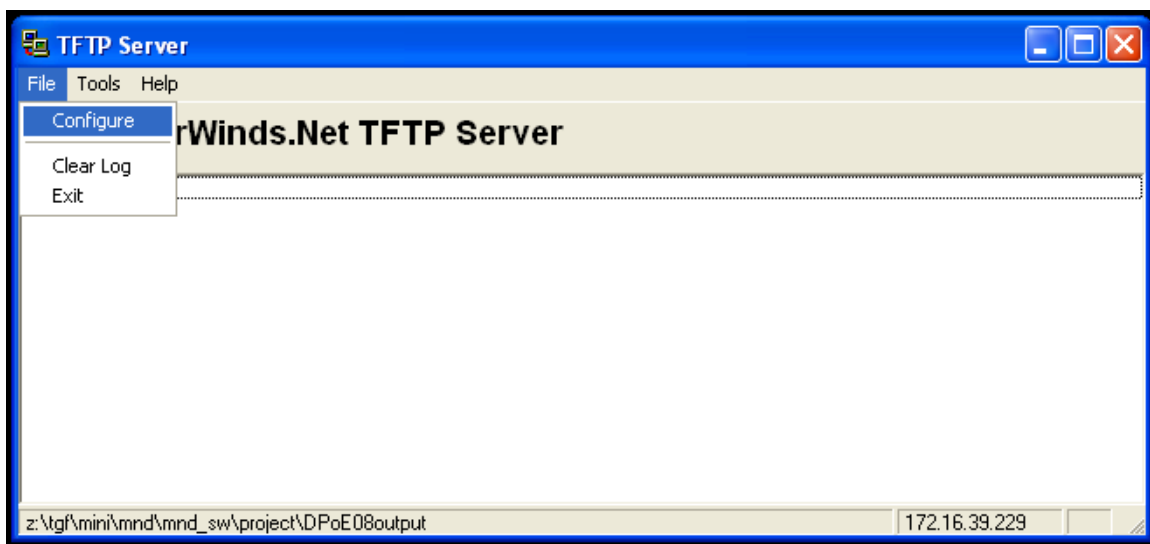 TFTP Server
File Tools Help
Configure
rWinds.Net TFTP Server
Clear Log
Exit
z:\tgf\mini\mnd\mnd_sw\project\DPoE08output 172.16.39.229